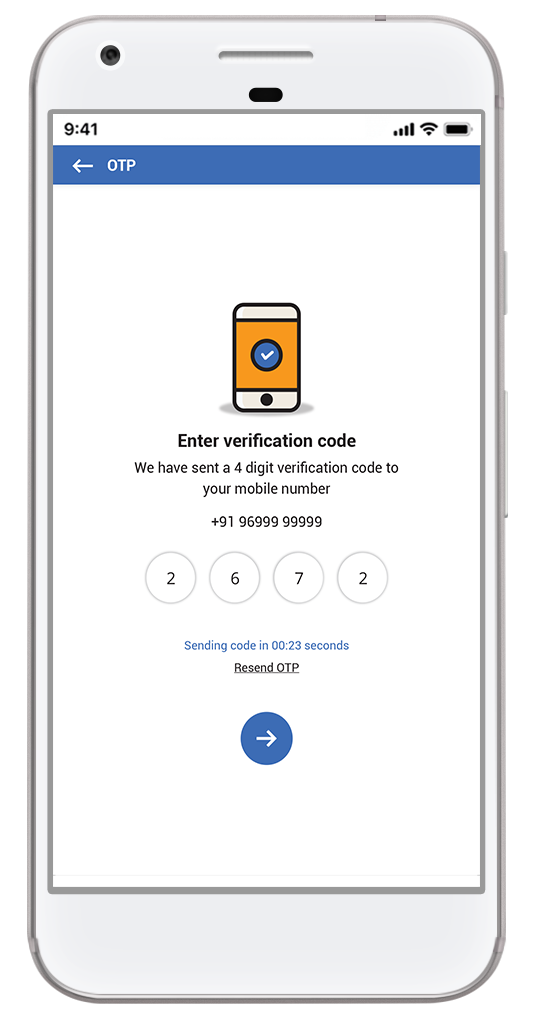 9:41
OTP
Enter verification code
We have sent a 4 digit verification code to
your mobile number
+91 96999 99999
2 6 7 2
Sending code in 00:23 seconds
Resend OTP